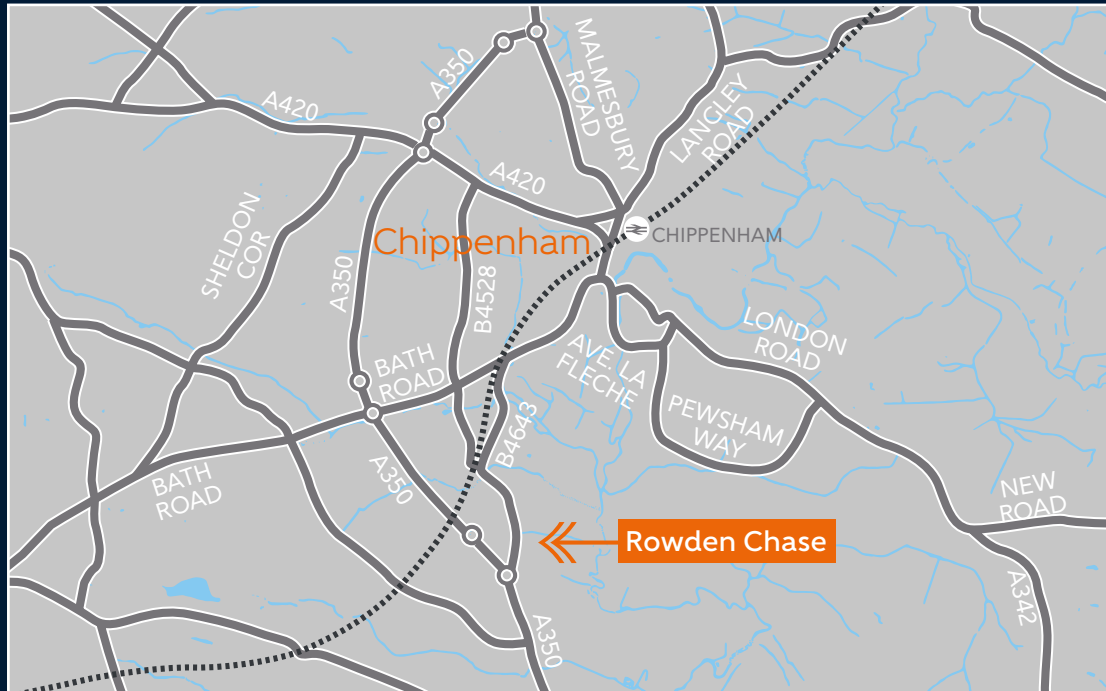 A350
MALMESBURY
ROAD
LANGLEY
ROAD
A420
A420
SHELDON
COR
Chippenham
CHIPPENHAM
A350
B4528
BATH
ROAD
AVE. LA
FLECHE
LONDON
ROAD
PEWSHAM
WAY
B4643
BATH
ROAD
A350
NEW
ROAD
Rowden Chase
A342
A350